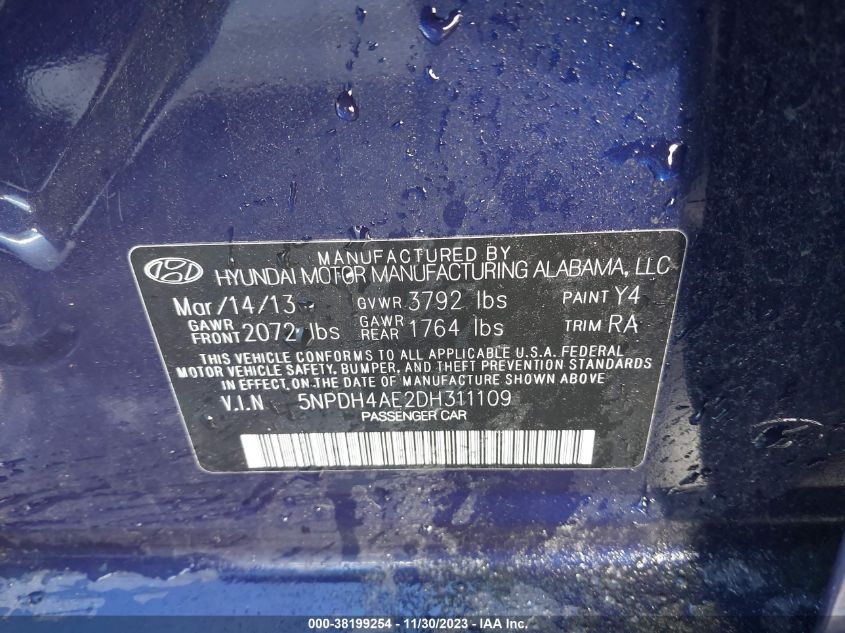 MANUFACTURED BY
HYUNDAI MOTOR MANUFACTURING ALABAMA, LLC
Mar/14/13 GVWR 3792 lbs PAINT Y4
GAWR FRONT 2072 lbs GAWR REAR 1764 lbs TRIM RA
THIS VEHICLE CONFORMS TO ALL APPLICABLE U.S.A. FEDERAL
MOTOR VEHICLE SAFETY, BUMPER, AND THEFT PREVENTION STANDARDS
IN EFFECT ON THE DATE OF MANUFACTURE SHOWN ABOVE
V.I.N 5NPDH4AE2DH311109
PASSENGER CAR
000-38199254 - 11/30/2023 - IAA Inc.